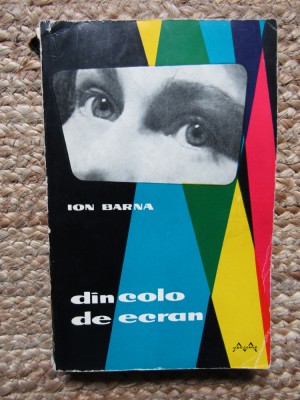 ION BARNA
dincolo
de ecran